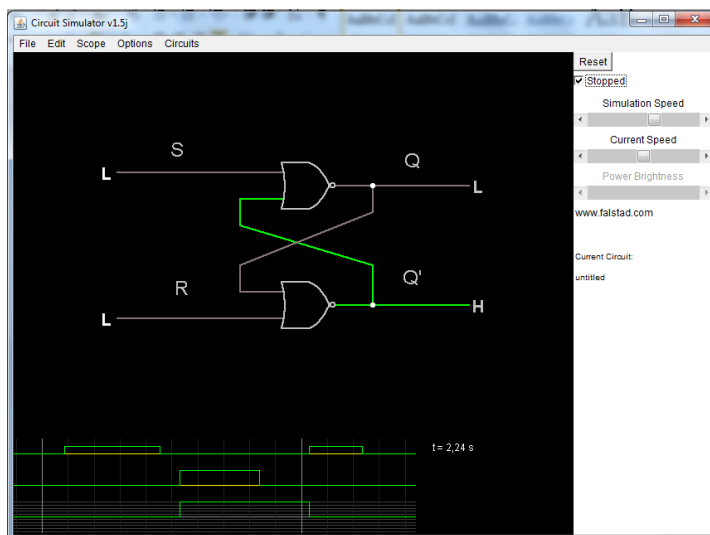 Circuit Simulator v1.5j
File Edit Scope Options Circuits
Reset
Stopped
Simulation Speed
Current Speed
Power Brightness
www.falstad.com
Current Circuit:
untitled
S
Q
L
L
R
Q'
L
H
t = 2,24 s